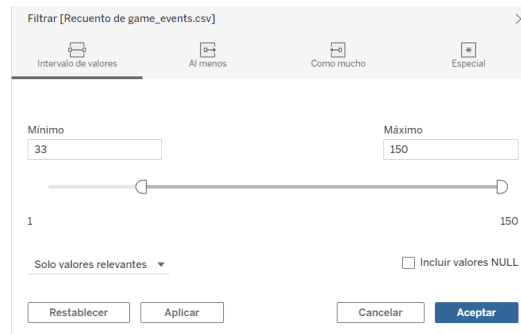 Filtrar [Recuento de game_events.csv]
Intervalo de valores
Al menos
Como mucho
Especial
Mínimo
Máximo
33
150
1
150
Solo valores relevantes
Incluir valores NULL
Restablecer
Aplicar
Cancelar
Aceptar